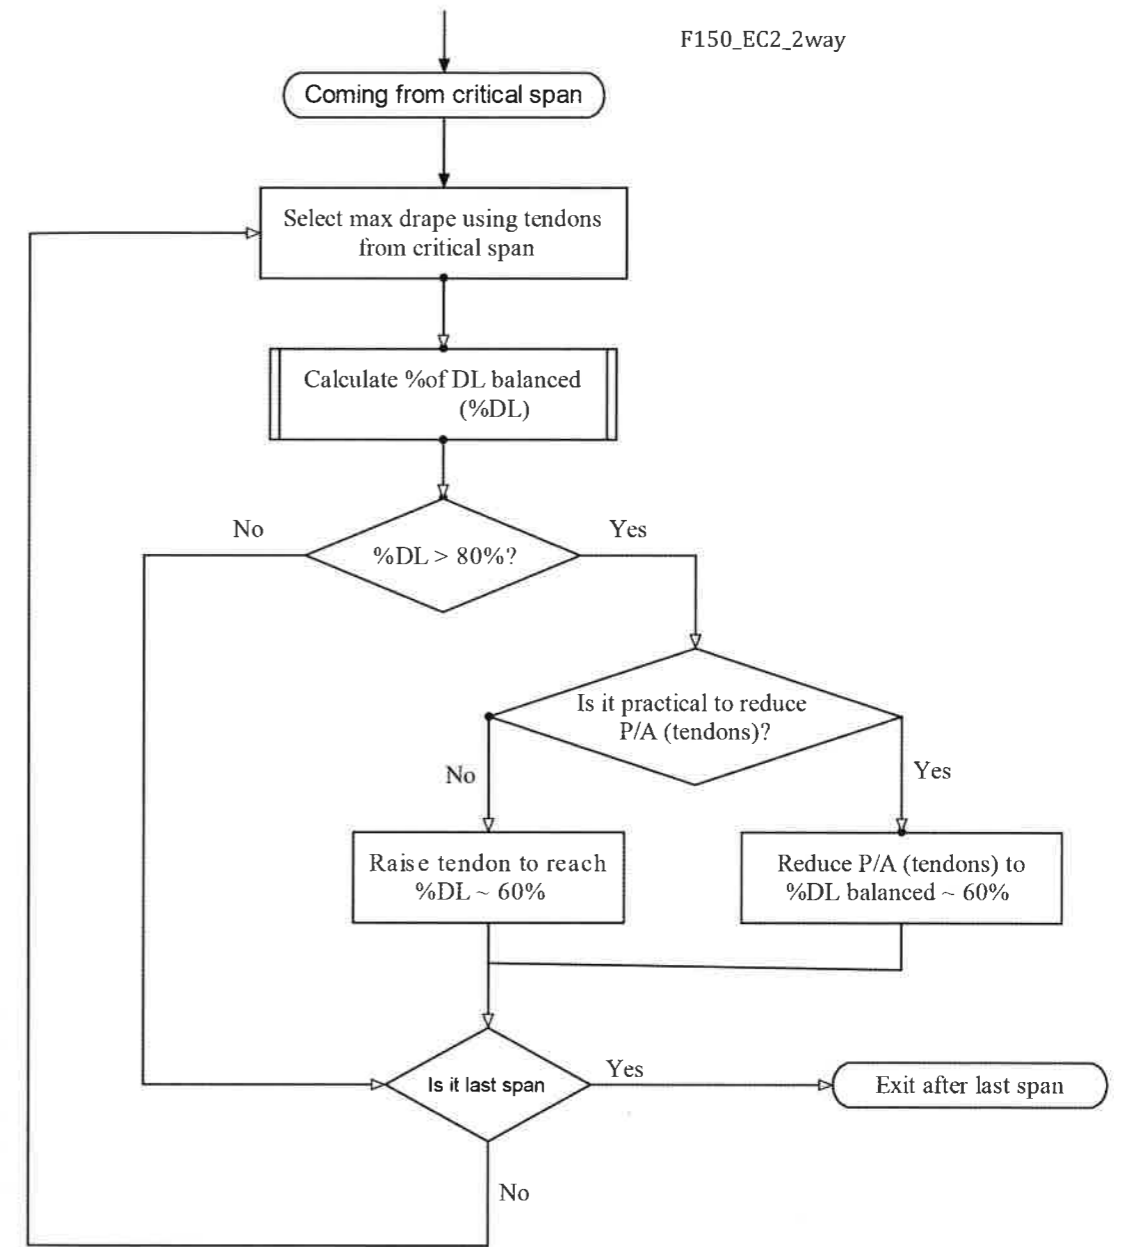 F150_EC2_2way
Coming from critical span
Select max drape using tendons
from critical span
Calculate %of DL balanced
(%DL)
No
Yes
%DL > 80%?
Is it practical to reduce
P/A (tendons)?
No
Yes
Raise tendon to reach
%DL ~ 60%
Reduce P/A (tendons) to
%DL balanced ~ 60%
Is it last span
Yes
Exit after last span
No